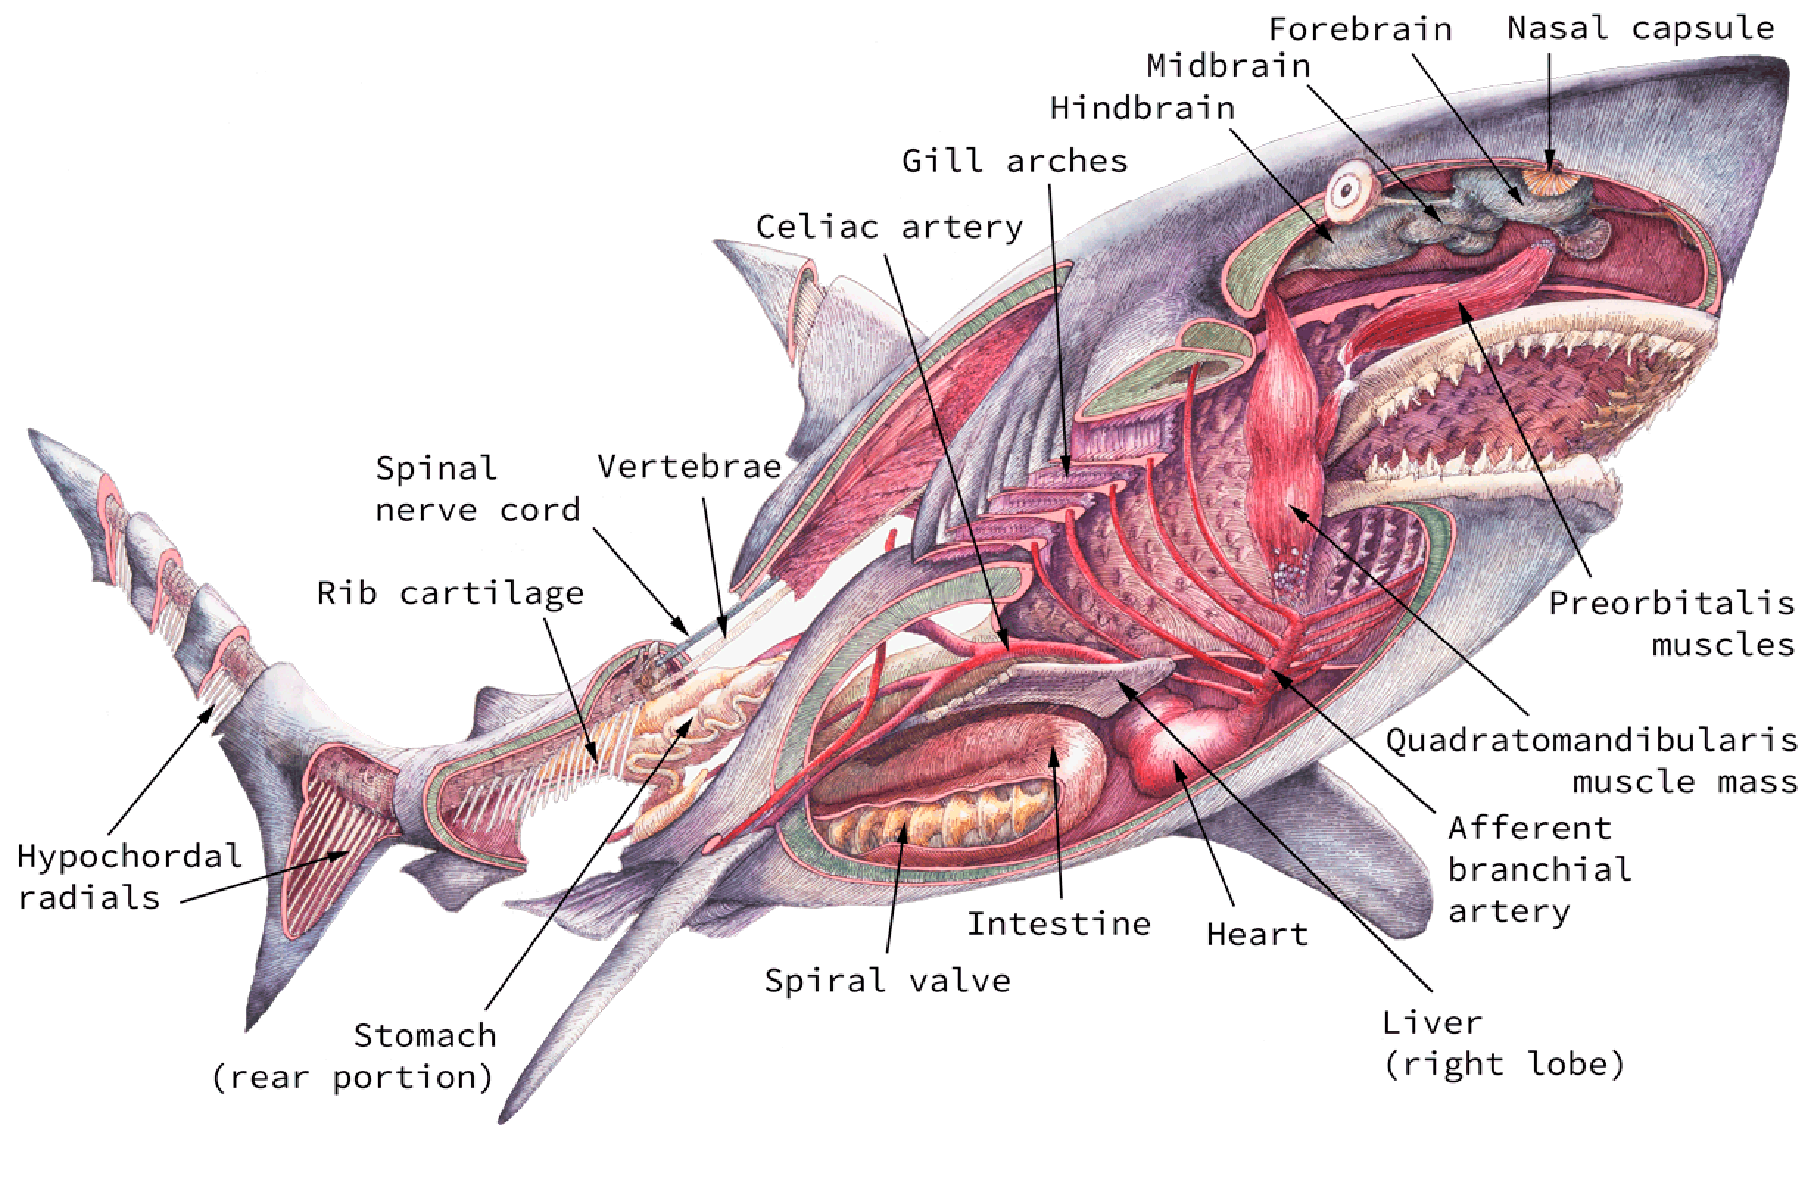 Forebrain
Nasal capsule
Midbrain
Hindbrain
Gill arches
Celiac artery
Spinal
nerve cord
Vertebrae
Rib cartilage
Preorbitalis
muscles
Quadratomandibularis
muscle mass
Afferent
branchial
artery
Hypochordal
radials
Intestine
Heart
Spiral valve
Stomach
(rear portion)
Liver
(right lobe)